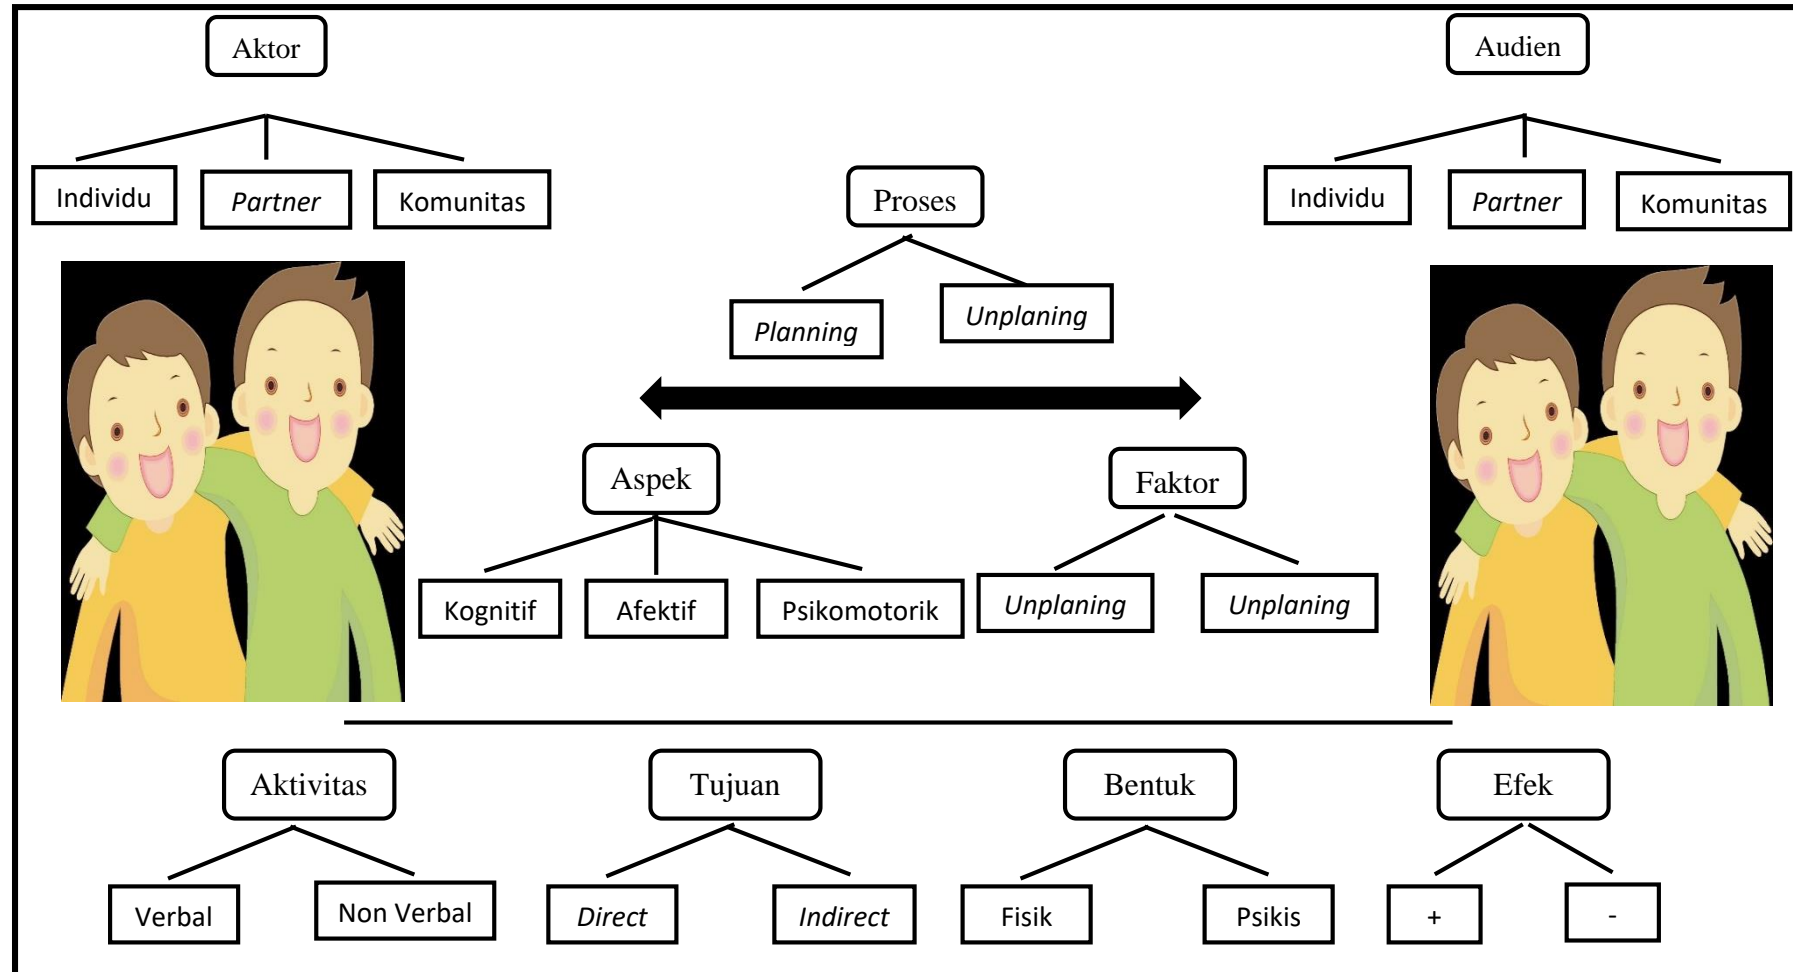 Aktor
Audien
Individu
Partner
Komunitas
Proses
Individu
Partner
Komunitas
Planning
Unplaning
Aspek
Faktor
Kognitif
Afektif
Psikomotorik
Unplaning
Unplaning
Aktivitas
Tujuan
Bentuk
Efek
Verbal
Non Verbal
Direct
Indirect
Fisik
Psikis
+
-